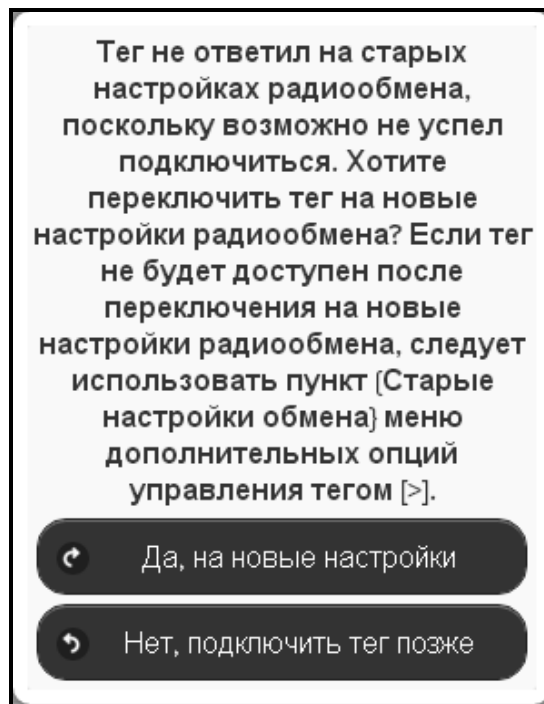 Тег не ответил на старых
настройках радиообмена,
поскольку возможно не успел
подключиться. Хотите
переключить тег на новые
настройки радиообмена? Если тег
не будет доступен после
переключения на новые
настройки радиообмена, следует
использовать пункт {Старые
настройки обмена} меню
дополнительных опций
управления тегом [>].
Да, на новые настройки
Нет, подключить тег позже